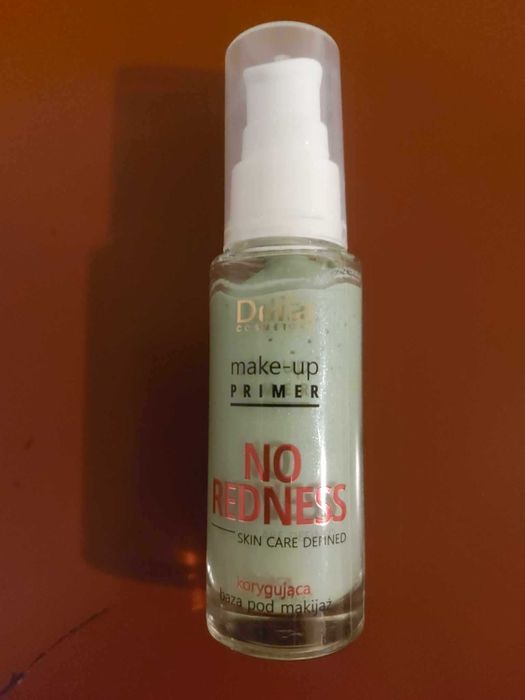 Delia
COSMETICS
make-up
PRIMER
NO
REDNESS
SKIN CARE DEFINED
korygująca
baza pod makijaż